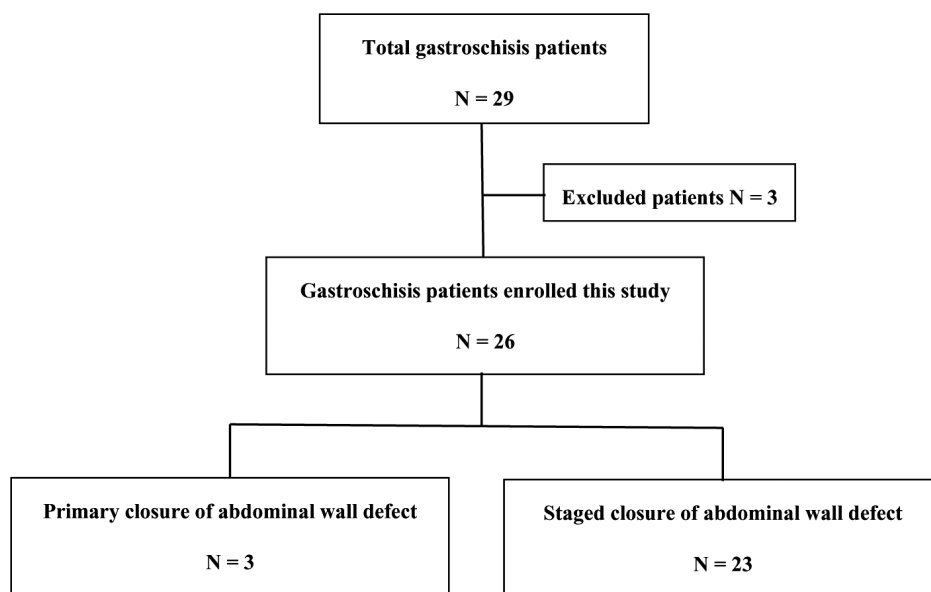 Total gastroschisis patients
N = 29
Excluded patients N = 3
Gastroschisis patients enrolled this study
N = 26
Primary closure of abdominal wall defect
N = 3
Staged closure of abdominal wall defect
N = 23